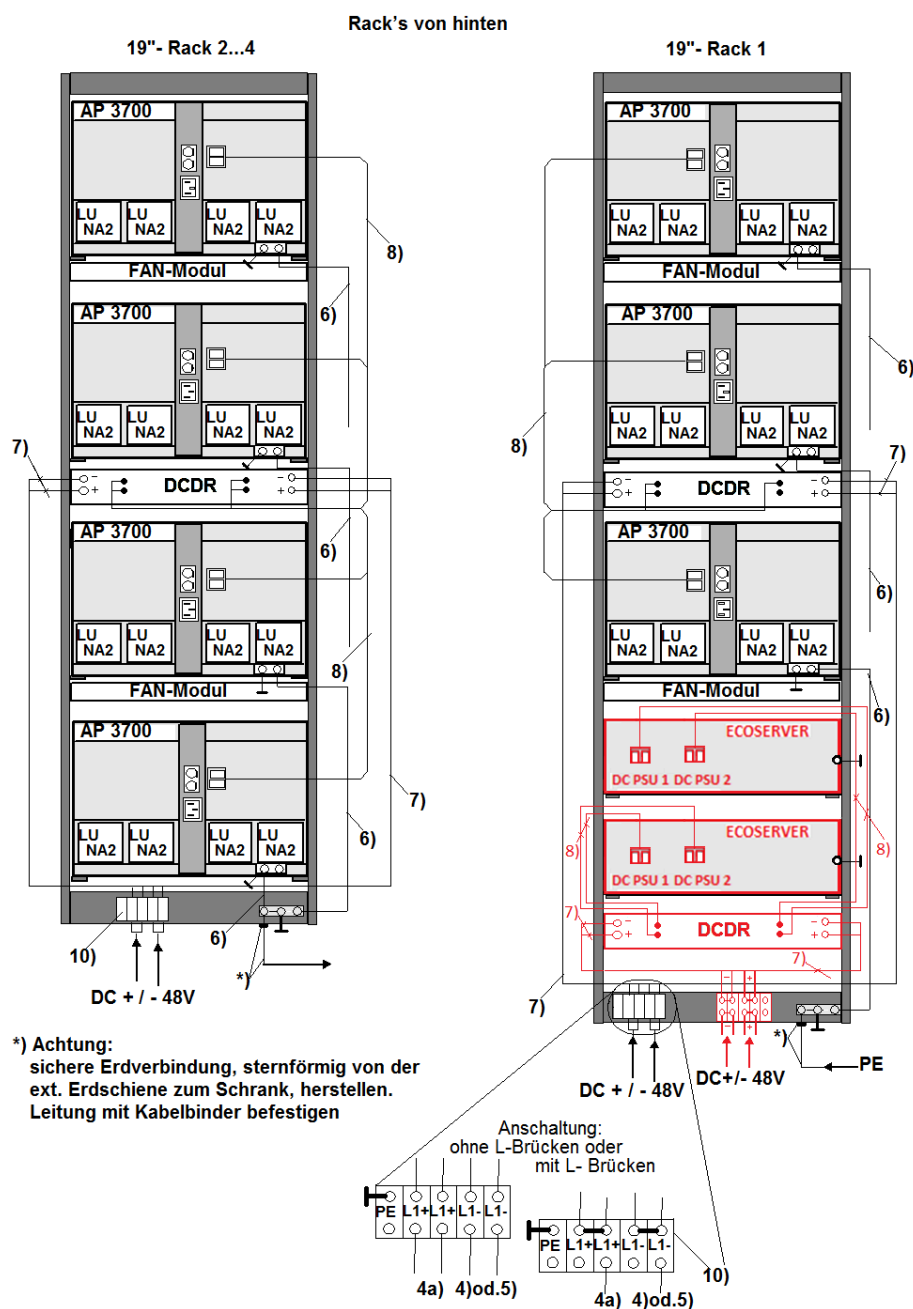 Rack's von hinten
19"- Rack 2...4
AP 3700
LU NA2
LU NA2
LU NA2
LU NA2
8)
FAN-Modul
6)
AP 3700
LU NA2
LU NA2
LU NA2
LU NA2
7)
- +
DCDR
- +
6)
AP 3700
LU NA2
LU NA2
LU NA2
LU NA2
8)
FAN-Modul
AP 3700
7)
6)
LU NA2
LU NA2
LU NA2
LU NA2
10)
6)
*)
DC + / - 48V
19"- Rack 1
AP 3700
LU NA2
LU NA2
LU NA2
LU NA2
FAN-Modul
6)
AP 3700
8)
LU NA2
LU NA2
LU NA2
LU NA2
7)
- +
DCDR
- +
AP 3700
6)
LU NA2
LU NA2
LU NA2
LU NA2
FAN-Modul
6)
ECOSERVER
DC PSU 1 DC PSU 2
ECOSERVER
8)
8)
DC PSU 1 DC PSU 2
7)
- +
DCDR
- +
7)
7)
- +
- +
*)
PE
DC + / - 48V
DC+/- 48V
*) Achtung:
sichere Erdverbindung, sternförmig von der
ext. Erdschiene zum Schrank, herstellen.
Leitung mit Kabelbinder befestigen
Anschaltung:
ohne L-Brücken oder
mit L- Brücken
PE L1+ L1+ L1- L1-
4a) 4)od.5)
PE L1+ L1+ L1- L1-
10)
4a) 4)od.5)